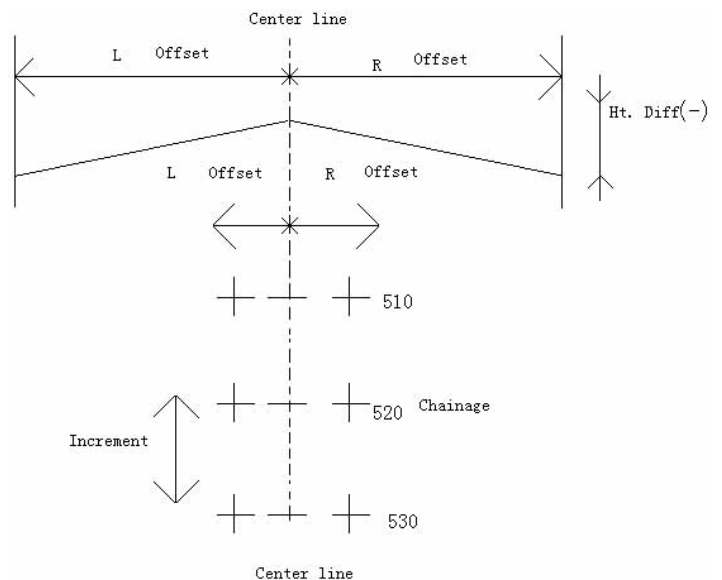 Center line
L Offset
R Offset
Ht. Diff(-)
L Offset R Offset
510
520 Chainage
Increment
530
Center line